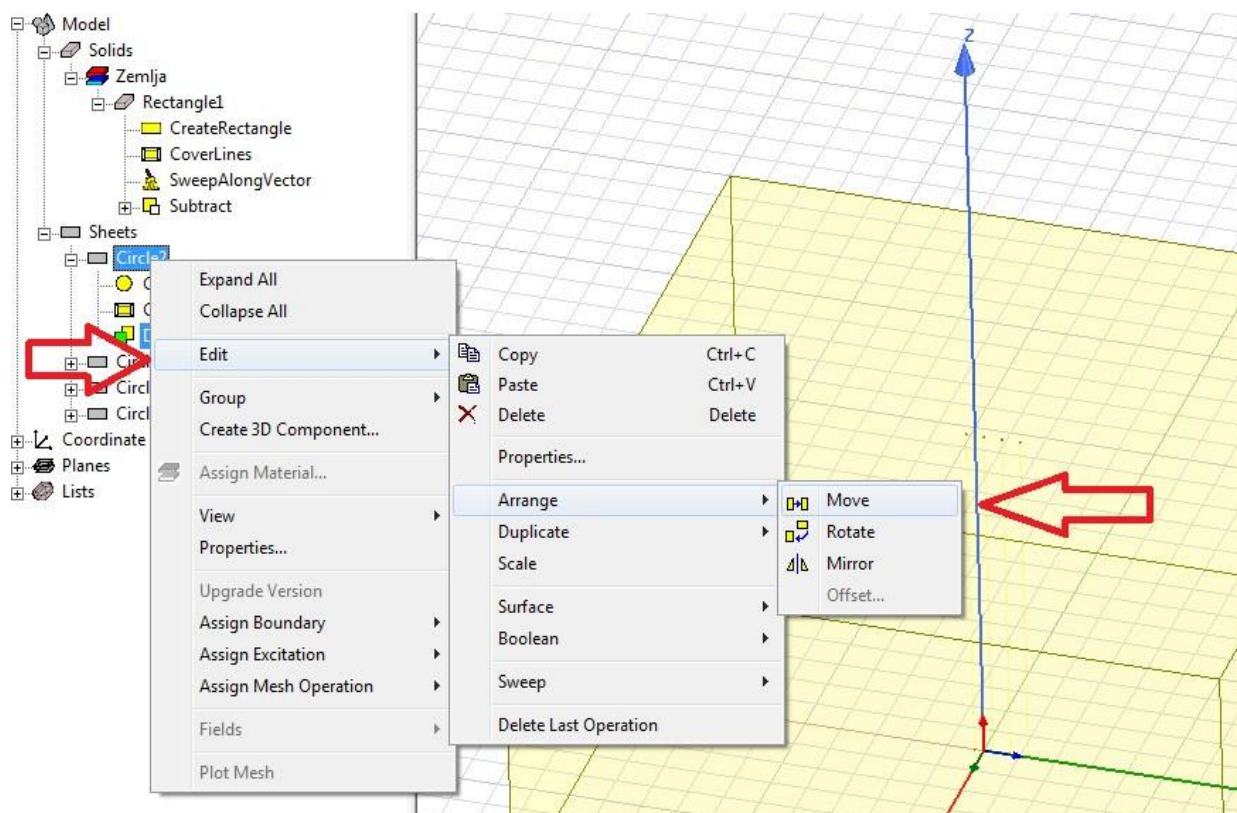 Model
Solids
Zemlja
Rectangle1
CreateRectangle
CoverLines
SweepAlongVector
Subtract
Sheets
Circle2
Coordinate
Planes
Lists
Expand All
Collapse All
Edit
Group
Create 3D Component...
Assign Material...
View
Properties...
Upgrade Version
Assign Boundary
Assign Excitation
Assign Mesh Operation
Fields
Plot Mesh
Copy Ctrl+C
Paste Ctrl+V
Delete Delete
Properties...
Arrange
Duplicate
Scale
Surface
Boolean
Sweep
Delete Last Operation
Move
Rotate
Mirror
Offset...
Z